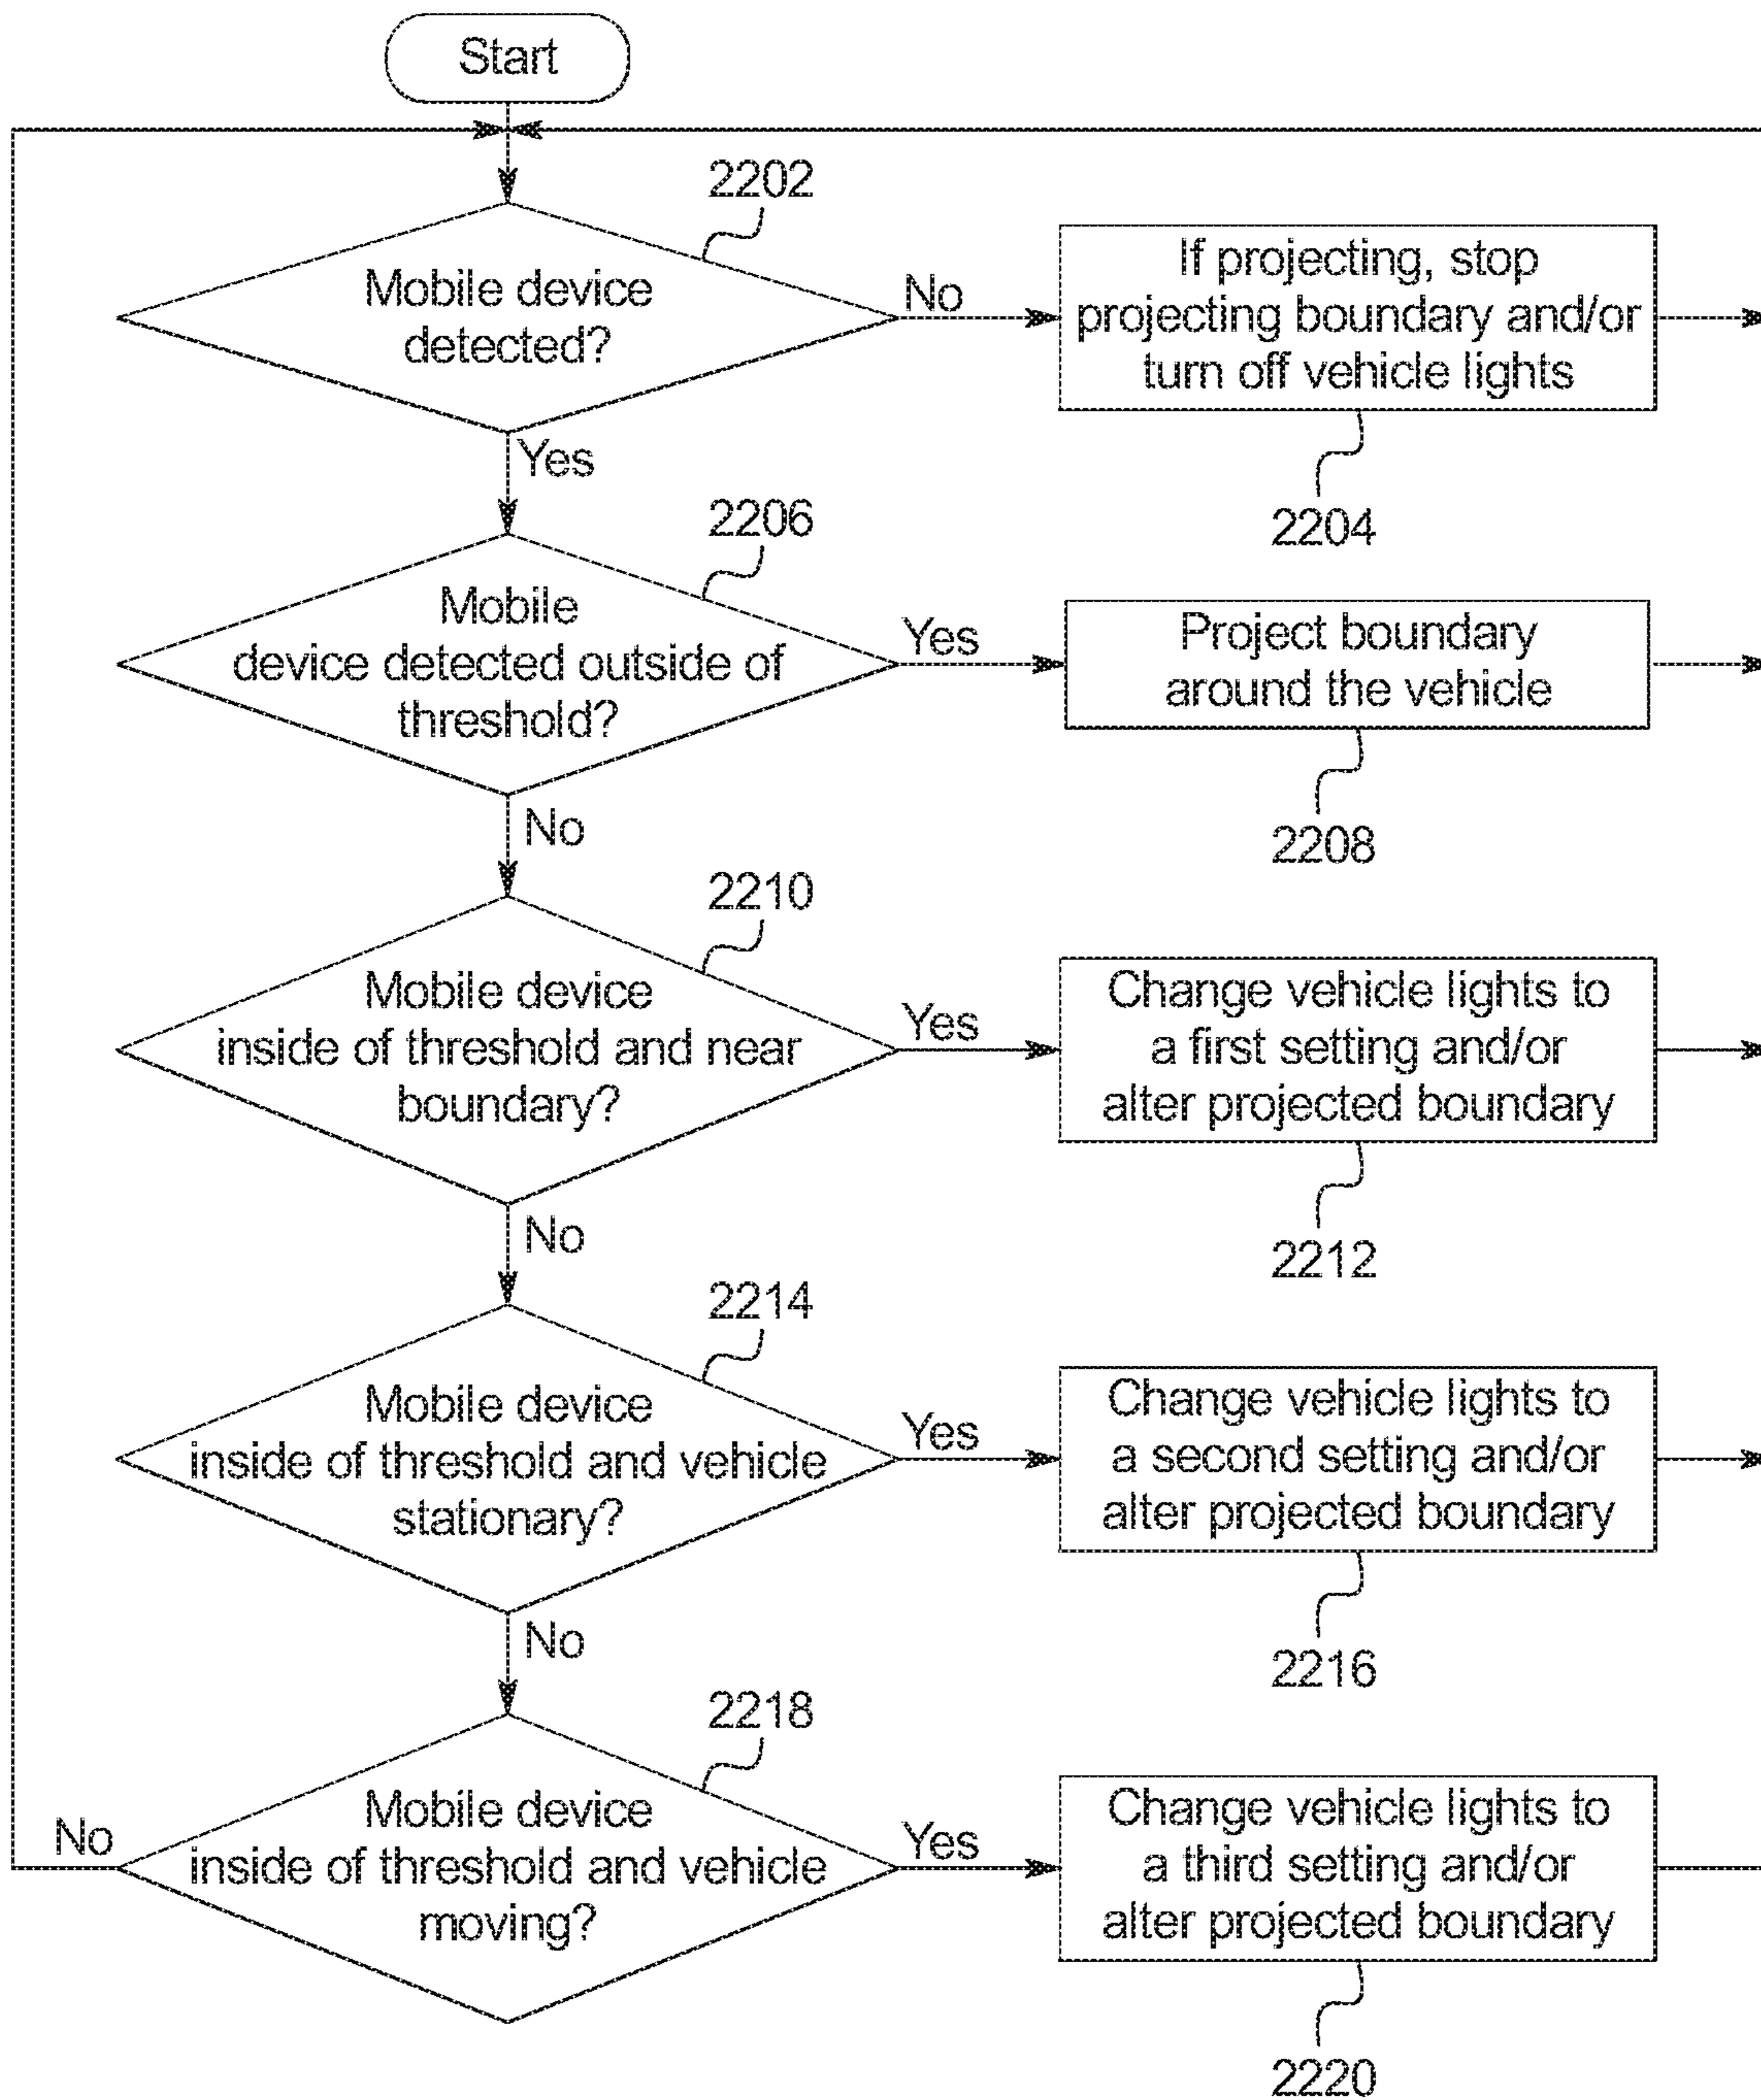 Start
2202
Mobile device
detected?
No
If projecting, stop
projecting boundary and/or
turn off vehicle lights
2204
Yes
2206
Mobile
device detected outside of
threshold?
Yes
Project boundary
around the vehicle
2208
No
2210
Mobile device
inside of threshold and near
boundary?
Yes
Change vehicle lights to
a first setting and/or
alter projected boundary
2212
No
2214
Mobile device
inside of threshold and vehicle
stationary?
Yes
Change vehicle lights to
a second setting and/or
alter projected boundary
2216
No
2218
Mobile device
inside of threshold and vehicle
moving?
No
Yes
Change vehicle lights to
a third setting and/or
alter projected boundary
2220